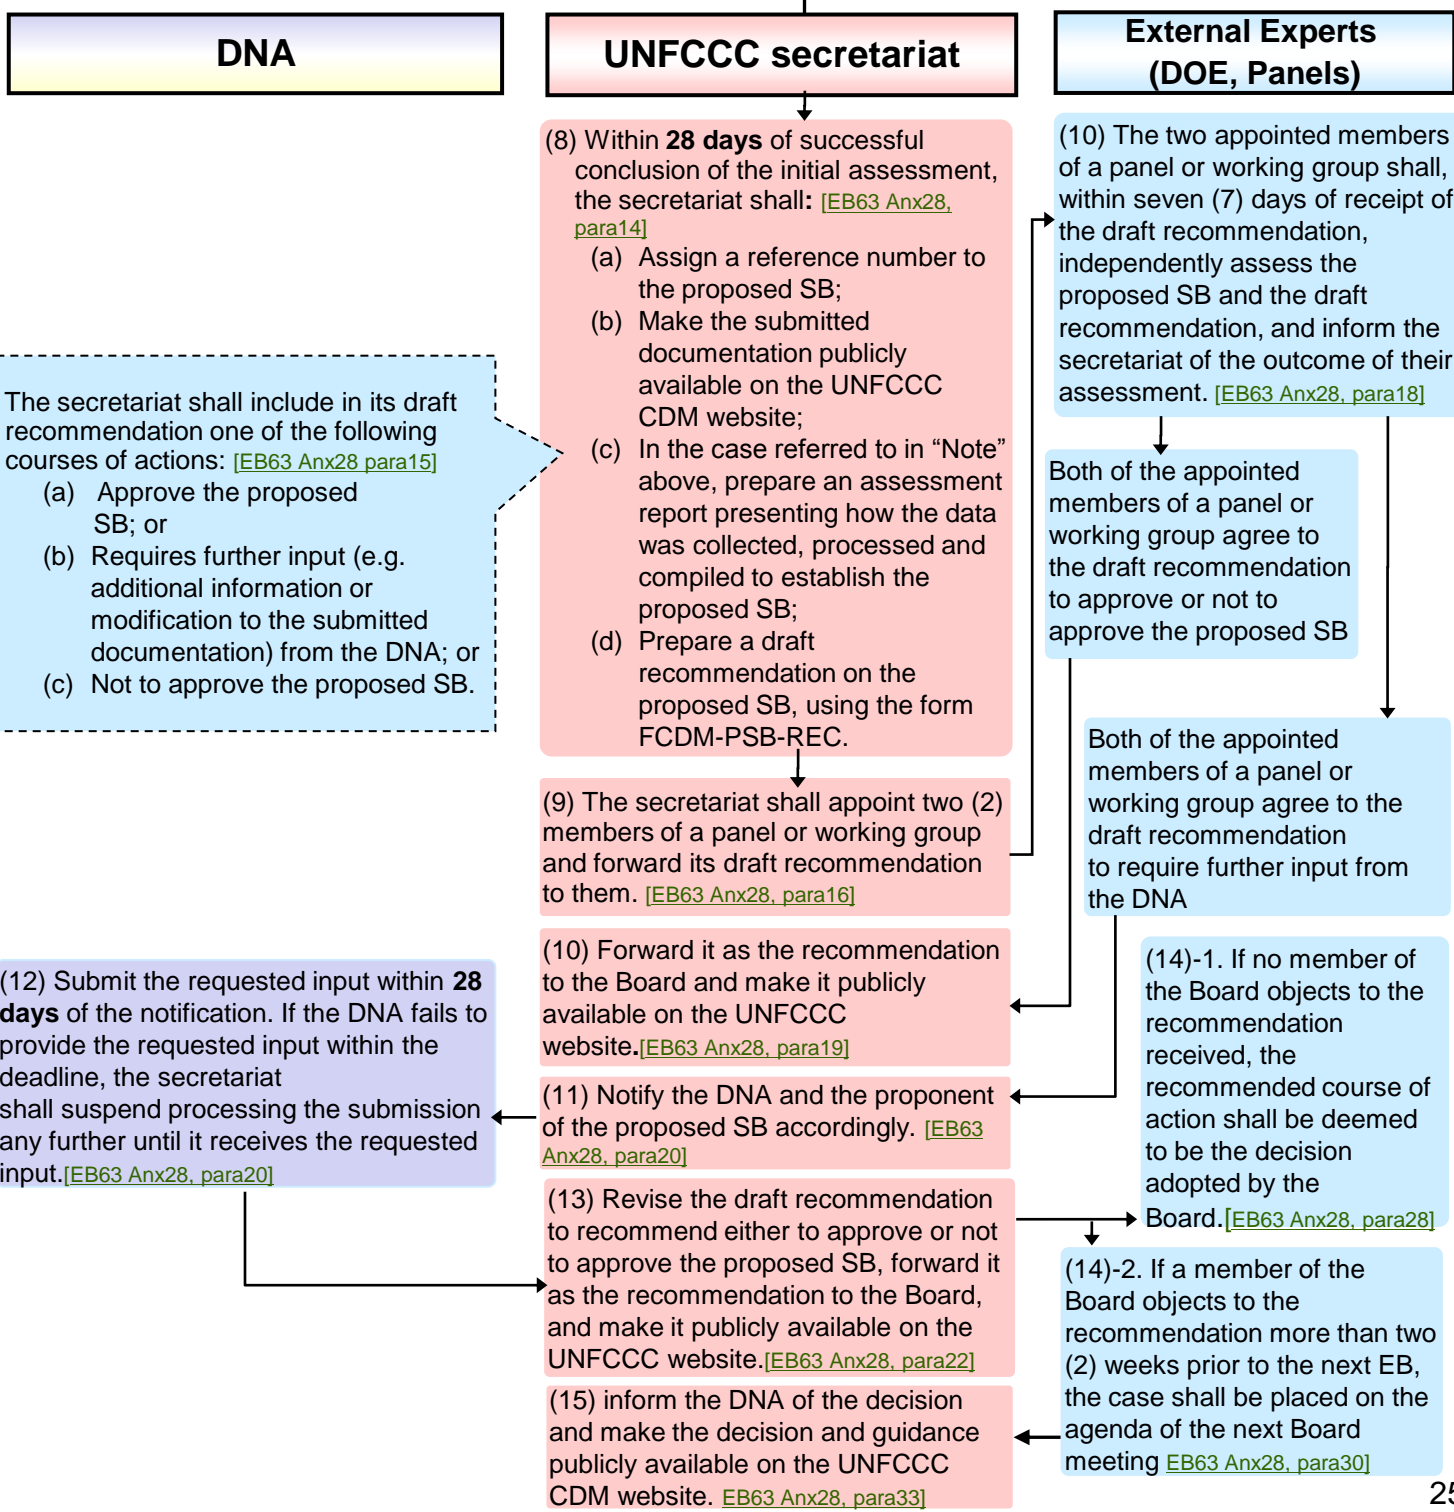 DNA
UNFCCC secretariat
External Experts
(DOE, Panels)
(8) Within 28 days of successful
conclusion of the initial assessment,
the secretariat shall: [EB63 Anx28,
para14]
(a) Assign a reference number to
the proposed SB;
(b) Make the submitted
documentation publicly
available on the UNFCCC
CDM website;
(c) In the case referred to in “Note”
above, prepare an assessment
report presenting how the data
was collected, processed and
compiled to establish the
proposed SB;
(d) Prepare a draft
recommendation on the
proposed SB, using the form
FCDM-PSB-REC.
The secretariat shall include in its draft
recommendation one of the following
courses of actions: [EB63 Anx28 para15]
(a) Approve the proposed
SB; or
(b) Requires further input (e.g.
additional information or
modification to the submitted
documentation) from the DNA; or
(c) Not to approve the proposed SB.
(9) The secretariat shall appoint two (2)
members of a panel or working group
and forward its draft recommendation
to them. [EB63 Anx28, para16]
(10) The two appointed members
of a panel or working group shall,
within seven (7) days of receipt of
the draft recommendation,
independently assess the
proposed SB and the draft
recommendation, and inform the
secretariat of the outcome of their
assessment. [EB63 Anx28, para18]
Both of the appointed
members of a panel or
working group agree to
the draft recommendation
to approve or not to
approve the proposed SB
Both of the appointed
members of a panel or
working group agree to the
draft recommendation
to require further input from
the DNA
(10) Forward it as the recommendation
to the Board and make it publicly
available on the UNFCCC
website.[EB63 Anx28, para19]
(11) Notify the DNA and the proponent
of the proposed SB accordingly. [EB63
Anx28, para20]
(12) Submit the requested input within 28
days of the notification. If the DNA fails to
provide the requested input within the
deadline, the secretariat
shall suspend processing the submission
any further until it receives the requested
input.[EB63 Anx28, para20]
(13) Revise the draft recommendation
to recommend either to approve or not
to approve the proposed SB, forward it
as the recommendation to the Board,
and make it publicly available on the
UNFCCC website.[EB63 Anx28, para22]
(14)-1. If no member of
the Board objects to the
recommendation
received, the
recommended course of
action shall be deemed
to be the decision
adopted by the
Board.[EB63 Anx28, para28]
(14)-2. If a member of the
Board objects to the
recommendation more than two
(2) weeks prior to the next EB,
the case shall be placed on the
agenda of the next Board
meeting EB63 Anx28, para30]
(15) inform the DNA of the decision
and make the decision and guidance
publicly available on the UNFCCC
CDM website. EB63 Anx28, para33]
25